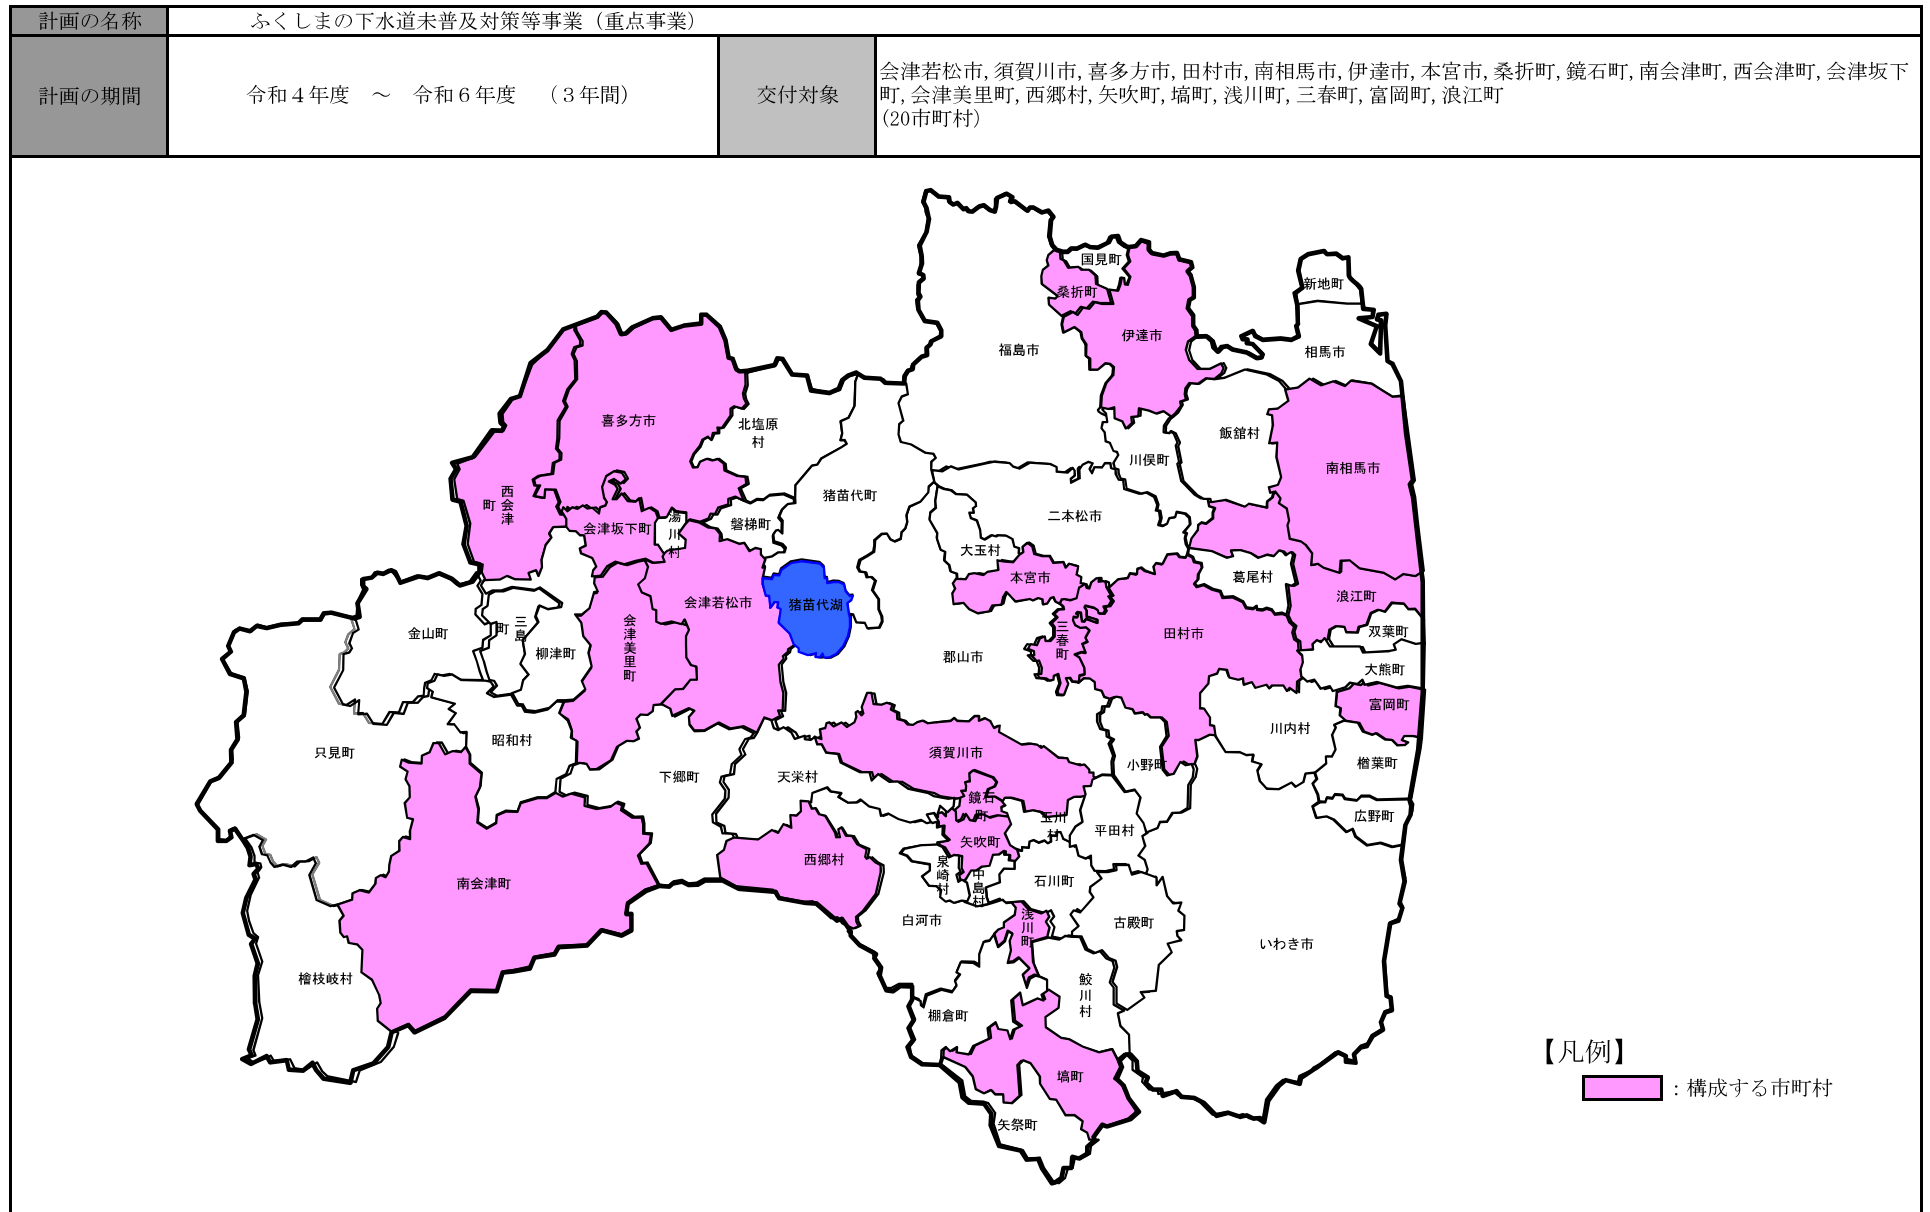 計画の名称 ふくしまの下水道未普及対策等事業（重点事業）
計画の期間 令和４年度　～　令和６年度　（３年間） 交付対象
会津若松市,須賀川市,喜多方市,田村市,南相馬市,伊達市,本宮市,桑折町,鏡石町,南会津町,西会津町,会津坂下
町,会津美里町,西郷村,矢吹町,塙町,浅川町,三春町,富岡町,浪江町
(20市町村)
国見町
新地町
桑折町
伊達市
福島市
相馬市
喜多方市
北塩原
村
飯舘村
川俣町
南相馬市
西会津
町
猪苗代町
二本松市
会津坂下町
湯川村
磐梯町
大玉村
本宮市
葛尾村
浪江町
会津若松市
猪苗代湖
金山町
三島
町
柳津町
会津美里町
三春町
田村市
双葉町
郡山市
大熊町
富岡町
只見町
昭和村
下郷町
天栄村
須賀川市
小野町
川内村
楢葉町
鏡石
町
玉川
村
平田村
広野町
矢吹町
西郷村
泉崎村
中島村
石川町
南会津町
白河市
浅川町
古殿町
いわき市
檜枝岐村
鮫川村
棚倉町
塙町
矢祭町
【凡例】
：構成する市町村